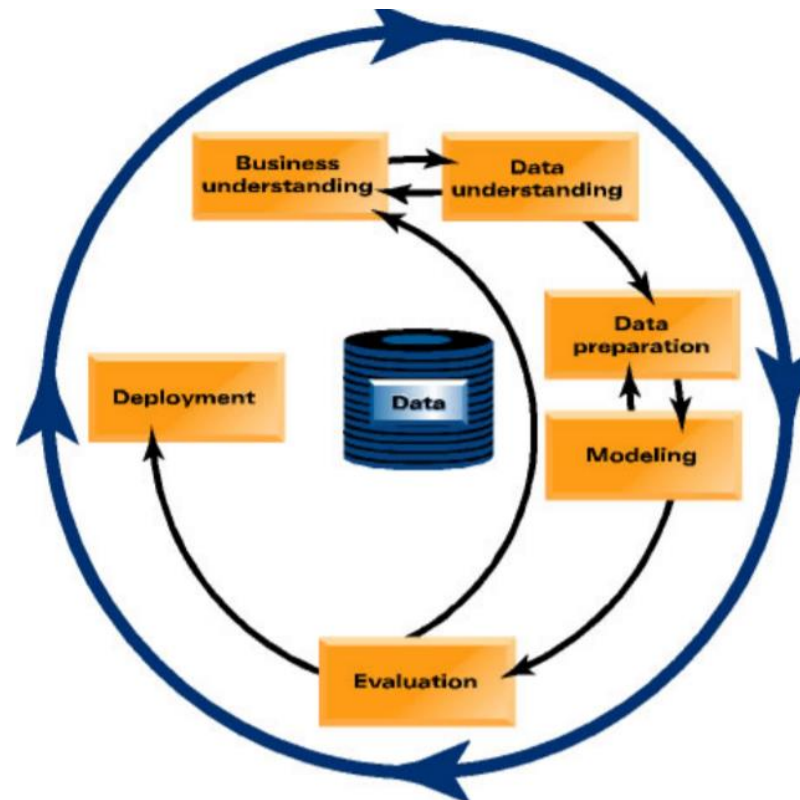 Business
understanding
Data
understanding
Data
preparation
Deployment
Data
Modeling
Evaluation